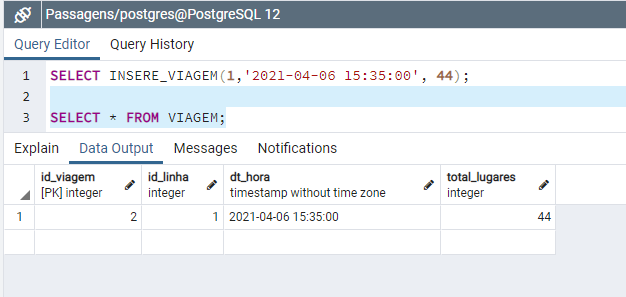 Passagens/postgres@PostgreSQL 12
Query Editor Query History
1 SELECT INSERE_VIAGEM(1,'2021-04-06 15:35:00', 44);
2
3 SELECT * FROM VIAGEM;
Explain Data Output Messages Notifications
id_viagem id_linha dt_hora total_lugares
[PK] integer integer timestamp without time zone integer
1 2 1 2021-04-06 15:35:00 44